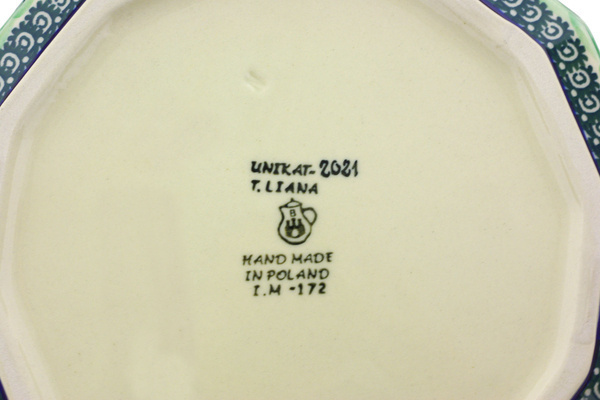 UNIKAT-2021
T. LIANA
B
HAND MADE
IN POLAND
I.M -172